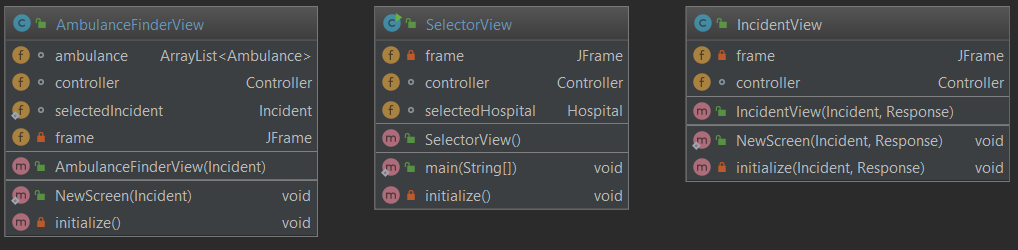 AmbulanceFinderView
ambulance ArrayList<Ambulance>
controller Controller
selectedIncident Incident
frame JFrame
AmbulanceFinderView(Incident)
NewScreen(Incident) void
initialize() void
SelectorView
frame JFrame
controller Controller
selectedHospital Hospital
SelectorView()
main(String[]) void
initialize() void
IncidentView
frame JFrame
controller Controller
IncidentView(Incident, Response)
NewScreen(Incident, Response) void
initialize(Incident, Response) void